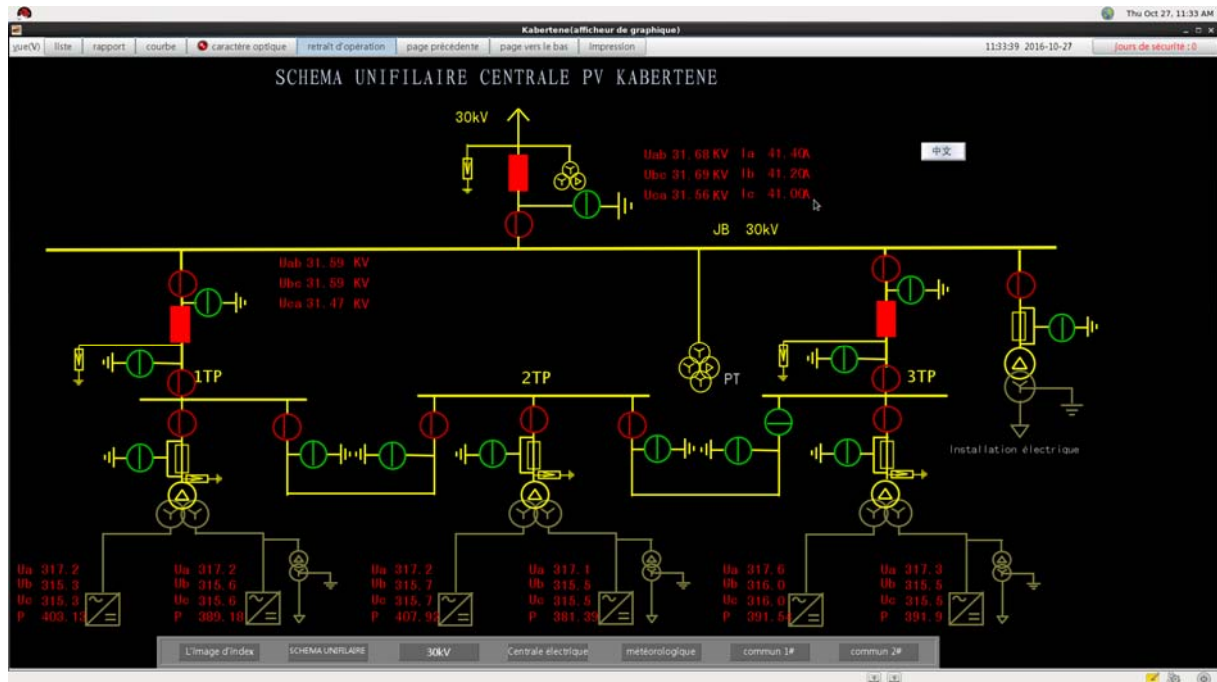 Thu Oct 27, 11:33 AM
Kabertene(afficheur de graphique)
vue(V) liste rapport courbe caractère optique retrait d'opération page précédente page vers le bas Impression 11:33:39 2016-10-27 Jours de sécurité : 0
SCHEMA UNIFILAIRE CENTRALE PV KABERTENE
30kV
中文
Uab 31.68 KV Ia 41.40A
Ubc 31.69 KV Ib 41.20A
Uca 31.56 KV Ic 41.00A
JB 30kV
Uab 31.59 KV
Ubc 31.59 KV
Uca 31.47 KV
1TP 2TP PT 3TP
Installation électrique
Ua 317.2 Ua 317.2 Ua 317.2 Ua 317.1 Ua 317.6 Ua 317.3
Ub 315.3 Ub 315.6 Ub 315.7 Ub 315.5 Ub 316.0 Ub 315.5
Uc 315.3 Uc 315.6 Uc 315.7 Uc 315.5 Uc 316.0 Uc 315.5
P 403.13 P 389.18 P 407.93 P 381.39 P 391.54 P 391.9
L'Image d'index SCHEMA UNIFILAIRE 30kV Centrale électrique météorologique commun 1# commun 2#